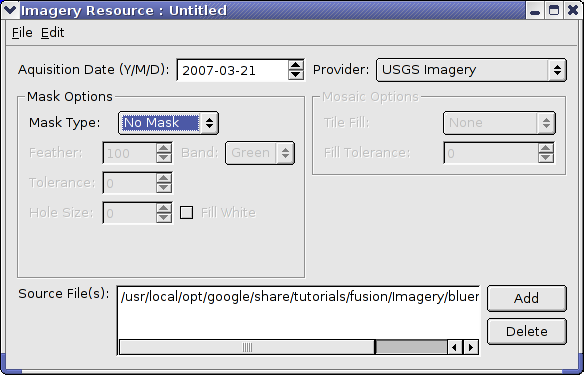 Imagery Resource : Untitled
File Edit
Aquisition Date (Y/M/D): 2007-03-21 Provider: USGS Imagery
Mask Options Mosaic Options
Mask Type: No Mask Tile Fill: None
Feather: 100 Band: Green Fill Tolerance: 0
Tolerance: 0
Hole Size: 0 Fill White
Source File(s): /usr/local/opt/google/share/tutorials/fusion/Imagery/bluer Add
Delete